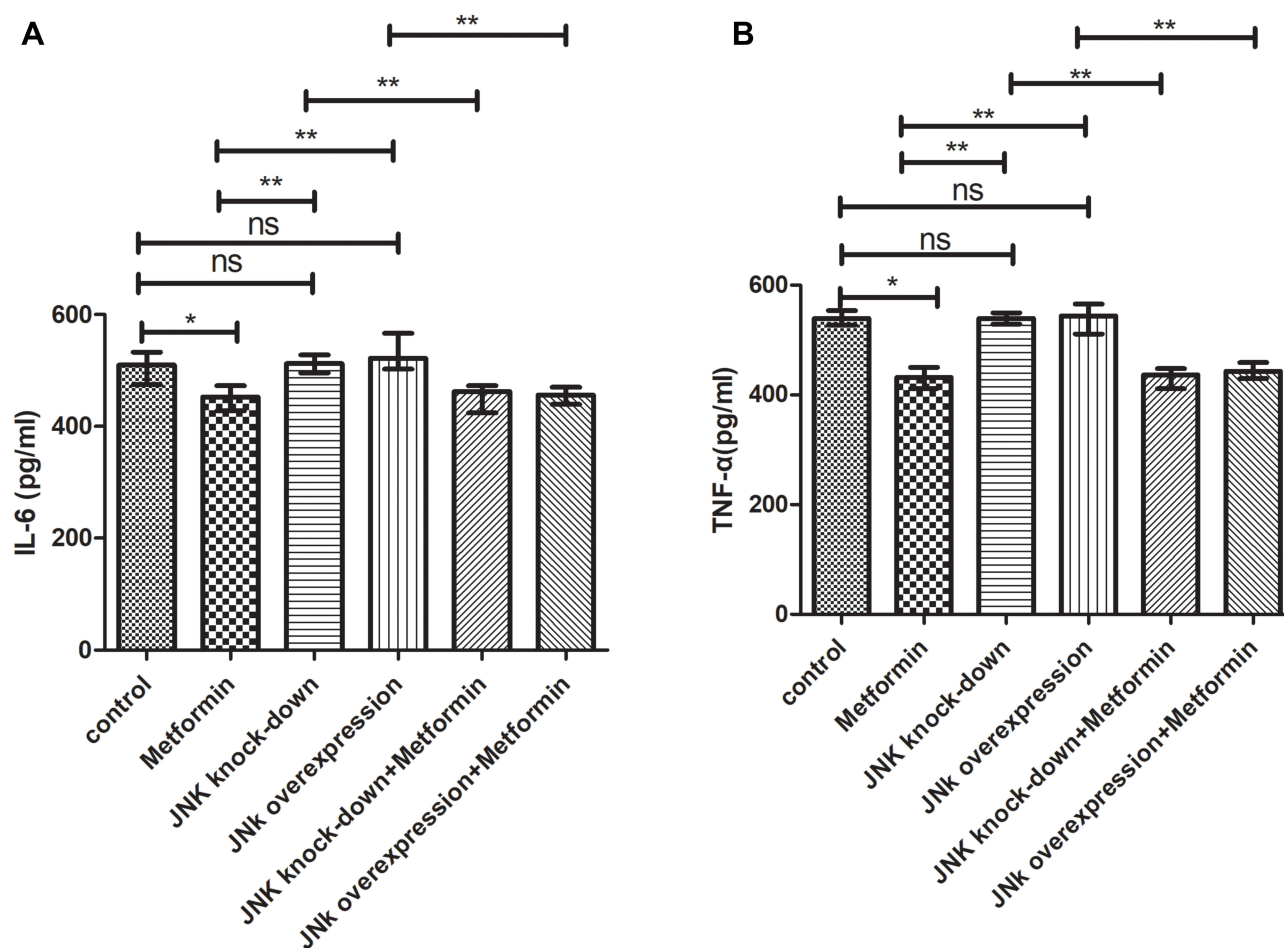 A
**
**
**
**
ns
ns
*
600
400
200
0
IL-6 (pg/ml)
control
Metformin
JNK knock-down
JNk overexpression
JNK knock-down+Metformin
JNk overexpression+Metformin
B
**
**
**
**
ns
ns
*
600
400
200
0
TNF-α(pg/ml)
control
Metformin
JNK knock-down
JNk overexpression
JNK knock-down+Metformin
JNk overexpression+Metformin